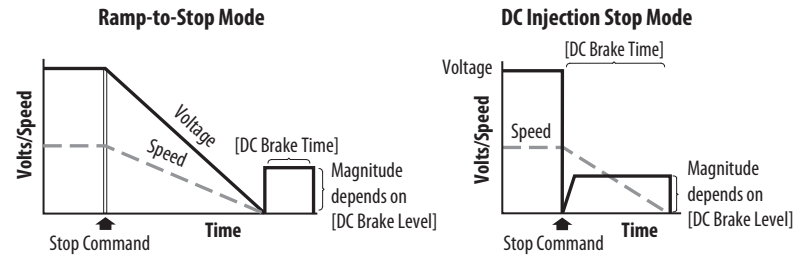 Ramp-to-Stop Mode
Volts/Speed
Voltage
Speed
[DC Brake Time]
Magnitude
depends on
[DC Brake Level]
Time
Stop Command
DC Injection Stop Mode
[DC Brake Time]
Voltage
Volts/Speed
Speed
Magnitude
depends on
[DC Brake Level]
Time
Stop Command